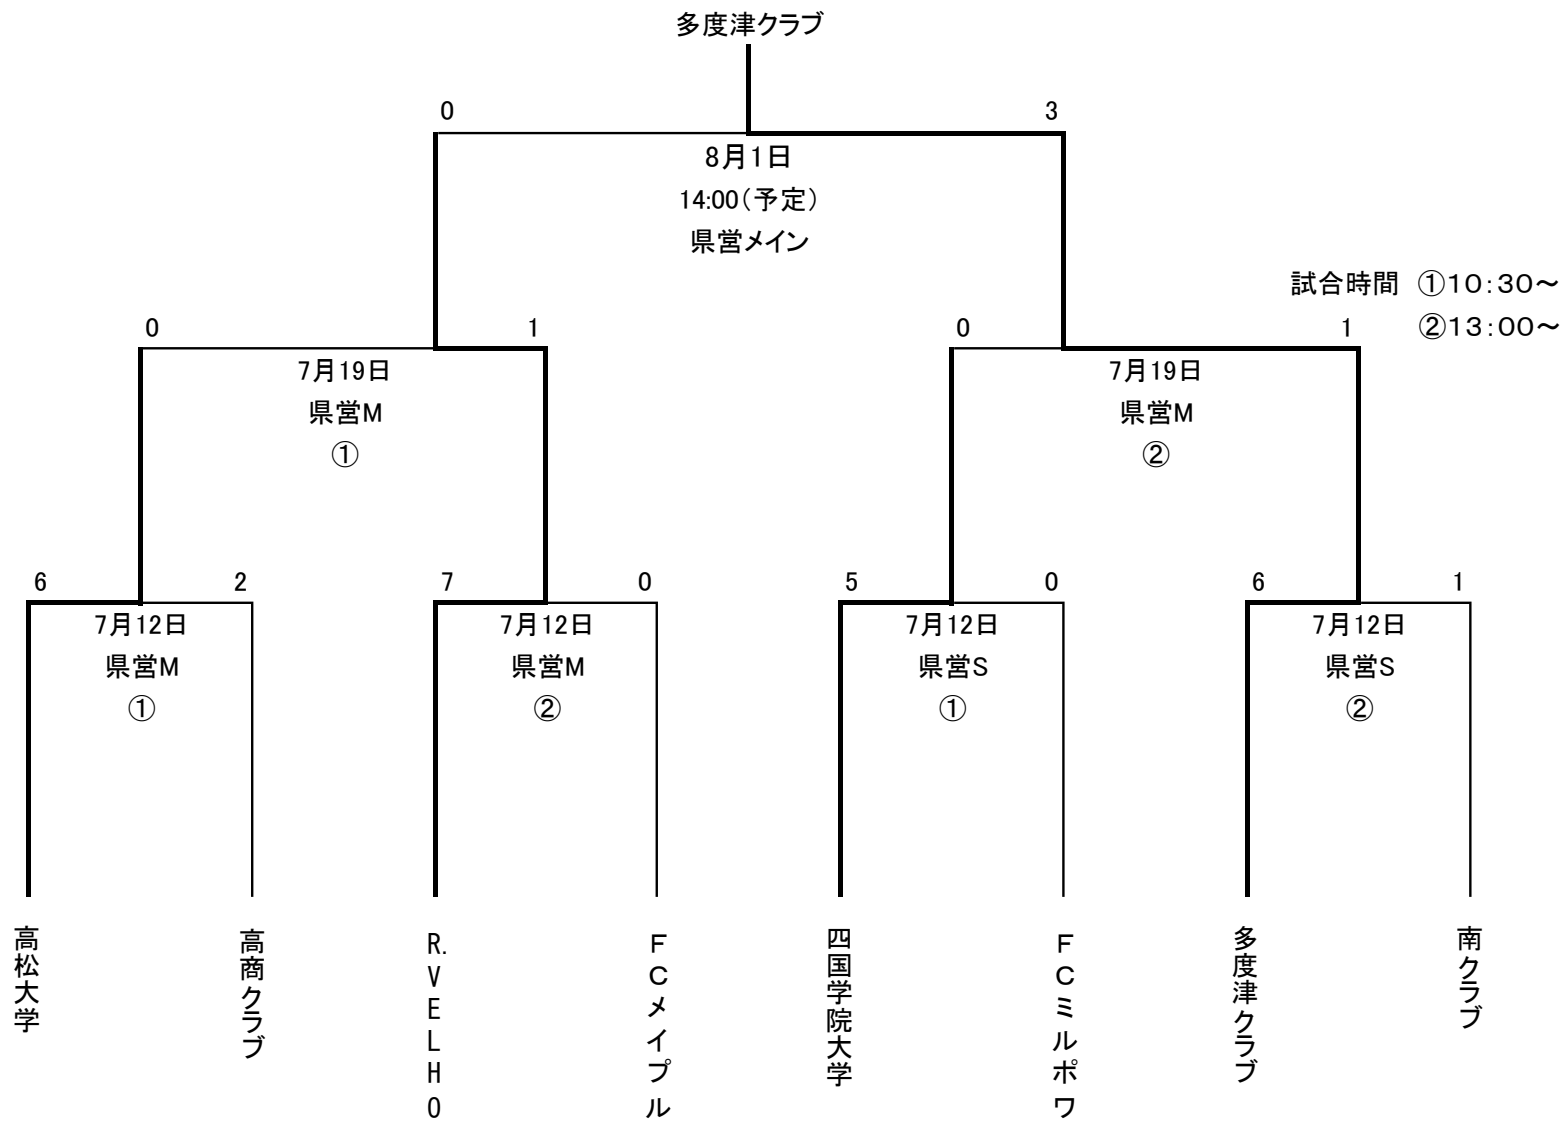 多度津クラブ
0
3
8月1日
14:00(予定)
県営メイン
試合時間 ①10:30~
②13:00~
0
1
0
1
7月19日
県営M
①
7月19日
県営M
②
6
2
7
0
5
0
6
1
7月12日
県営M
①
7月12日
県営M
②
7月12日
県営S
①
7月12日
県営S
②
高松大学
高商クラブ
R.VELHO
FCメイプル
四国学院大学
FCミルポワ
多度津クラブ
南クラブ